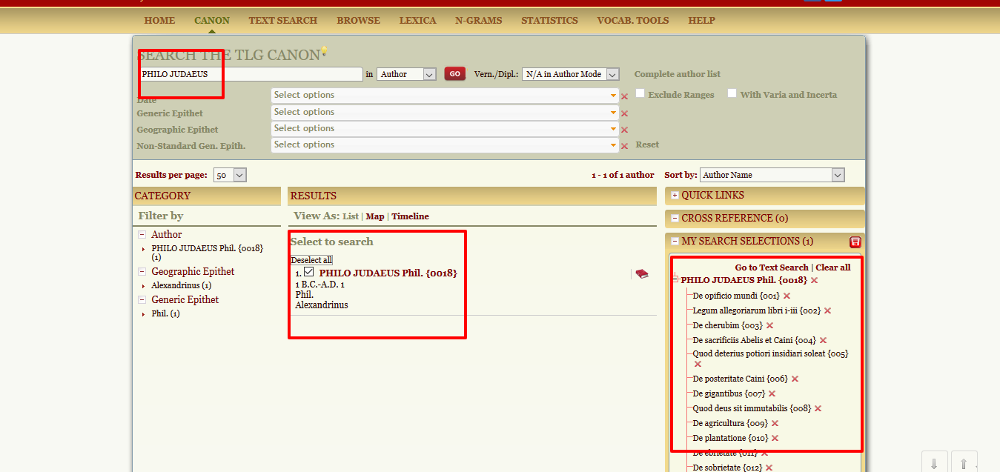 HOME CANON TEXT SEARCH BROWSE LEXICA N-GRAMS STATISTICS VOCAB. TOOLS HELP
SEARCH THE TLG CANON
PHILO JUDAEUS in Author GO Vern./Dipl.: N/A in Author Mode Complete author list
Date Select options Exclude Ranges With Varia and Incerta
Generic Epithet Select options
Geographic Epithet Select options
Non-Standard Gen. Epith. Select options Reset
Results per page: 50 1 - 1 of 1 author Sort by: Author Name
CATEGORY
Filter by
Author
PHILO JUDAEUS Phil. {0018}
(1)
Geographic Epithet
Alexandrinus (1)
Generic Epithet
Phil. (1)
RESULTS
View As: List | Map | Timeline
Select to search
Deselect all
1. PHILO JUDAEUS Phil. {0018}
1 B.C.-A.D. 1
Phil.
Alexandrinus
QUICK LINKS
CROSS REFERENCE (0)
MY SEARCH SELECTIONS (1)
Go to Text Search | Clear all
PHILO JUDAEUS Phil. {0018}
De opificio mundi {001}
Legum allegoriarum libri i-iii {002}
De cherubim {003}
De sacrificiis Abelis et Caini {004}
Quod deterius potiori insidiari soleat {005}
De posteritate Caini {006}
De gigantibus {007}
Quod deus sit immutabilis {008}
De agricultura {009}
De plantatione {010}
De ebrietate {011}
De sobrietate {012}